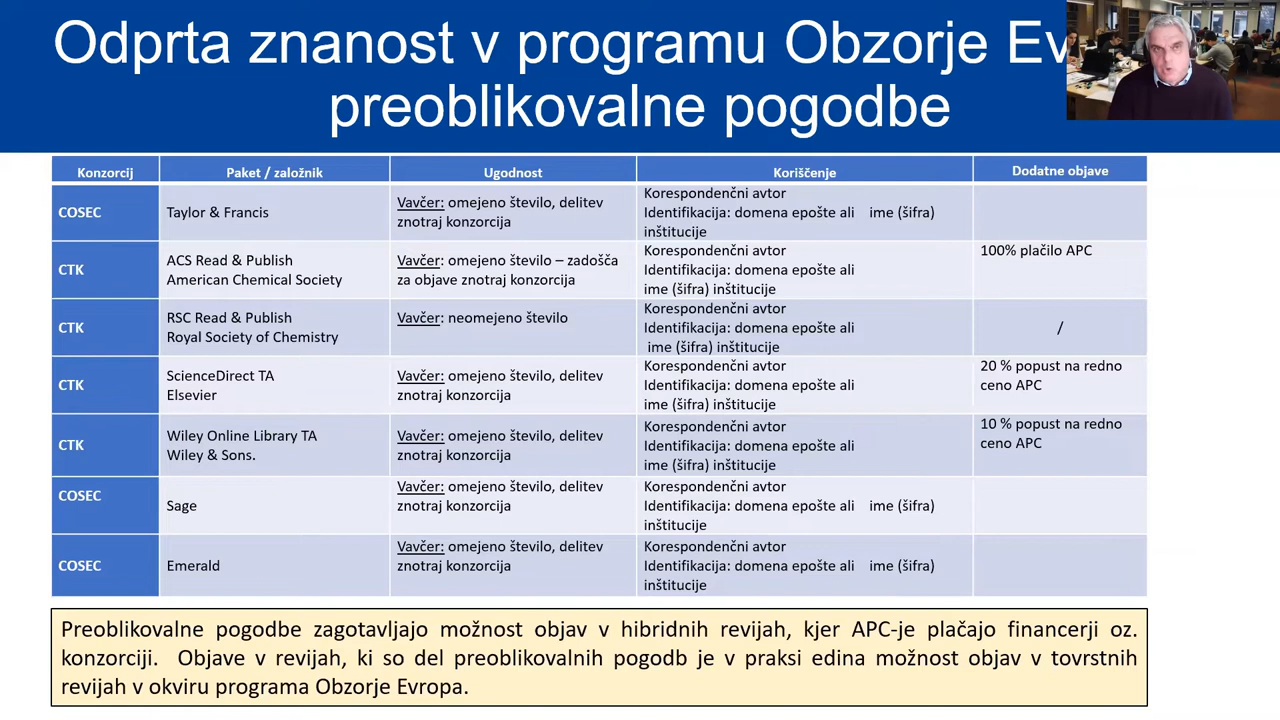 Odprta znanost v programu Obzorje Ev
preoblikovalne pogodbe
Konzorcij Paket / založnik Ugodnost Koriščenje Dodatne objave
COSEC
Taylor & Francis
Vavčer: omejeno število, delitev
znotraj konzorcija
Korespondenčni avtor
Identifikacija: domena epošte ali ime (šifra)
inštitucije
CTK
ACS Read & Publish
American Chemical Society
Vavčer: omejeno število – zadošča
za objave znotraj konzorcija
Korespondenčni avtor
Identifikacija: domena epošte ali
ime (šifra) inštitucije
100% plačilo APC
CTK
RSC Read & Publish
Royal Society of Chemistry
Vavčer: neomejeno število
Korespondenčni avtor
Identifikacija: domena epošte ali
ime (šifra) inštitucije
/
CTK
ScienceDirect TA
Elsevier
Vavčer: omejeno število, delitev
znotraj konzorcija
Korespondenčni avtor
Identifikacija: domena epošte ali
ime (šifra) inštitucije
20 % popust na redno
ceno APC
CTK
Wiley Online Library TA
Wiley & Sons.
Vavčer: omejeno število, delitev
znotraj konzorcija
Korespondenčni avtor
Identifikacija: domena epošte ali
ime (šifra) inštitucije
10 % popust na redno
ceno APC
COSEC
Sage
Vavčer: omejeno število, delitev
znotraj konzorcija
Korespondenčni avtor
Identifikacija: domena epošte ali ime (šifra)
inštitucije
COSEC
Emerald
Vavčer: omejeno število, delitev
znotraj konzorcija
Korespondenčni avtor
Identifikacija: domena epošte ali ime (šifra)
inštitucije
Preoblikovalne pogodbe zagotavljajo možnost objav v hibridnih revijah, kjer APC-je plačajo financerji oz.
konzorciji. Objave v revijah, ki so del preoblikovalnih pogodb je v praksi edina možnost objav v tovrstnih
revijah v okviru programa Obzorje Evropa.